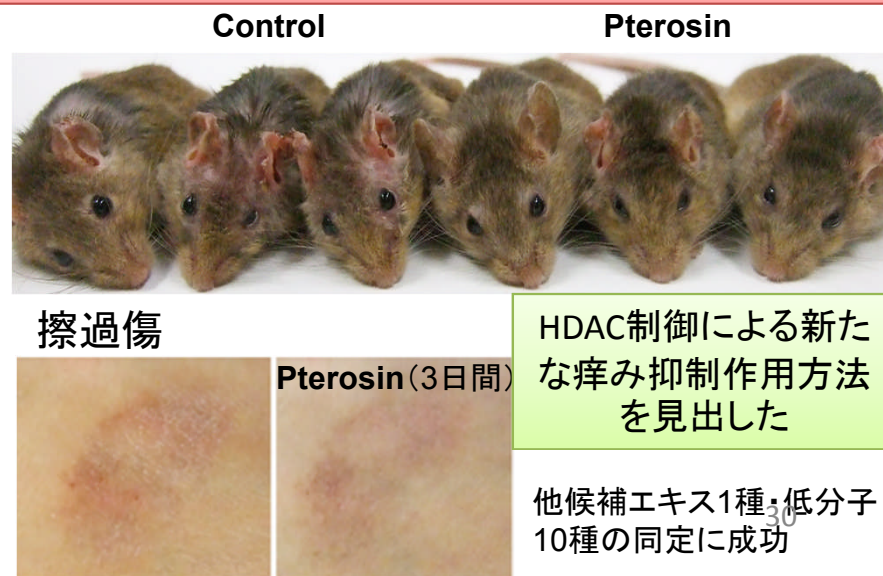 Control
Pterosin
擦過傷
Pterosin（3日間）
HDAC制御による新た
な痒み抑制作用方法
を見出した
他候補エキス1種・低分子
10種の同定に成功
30